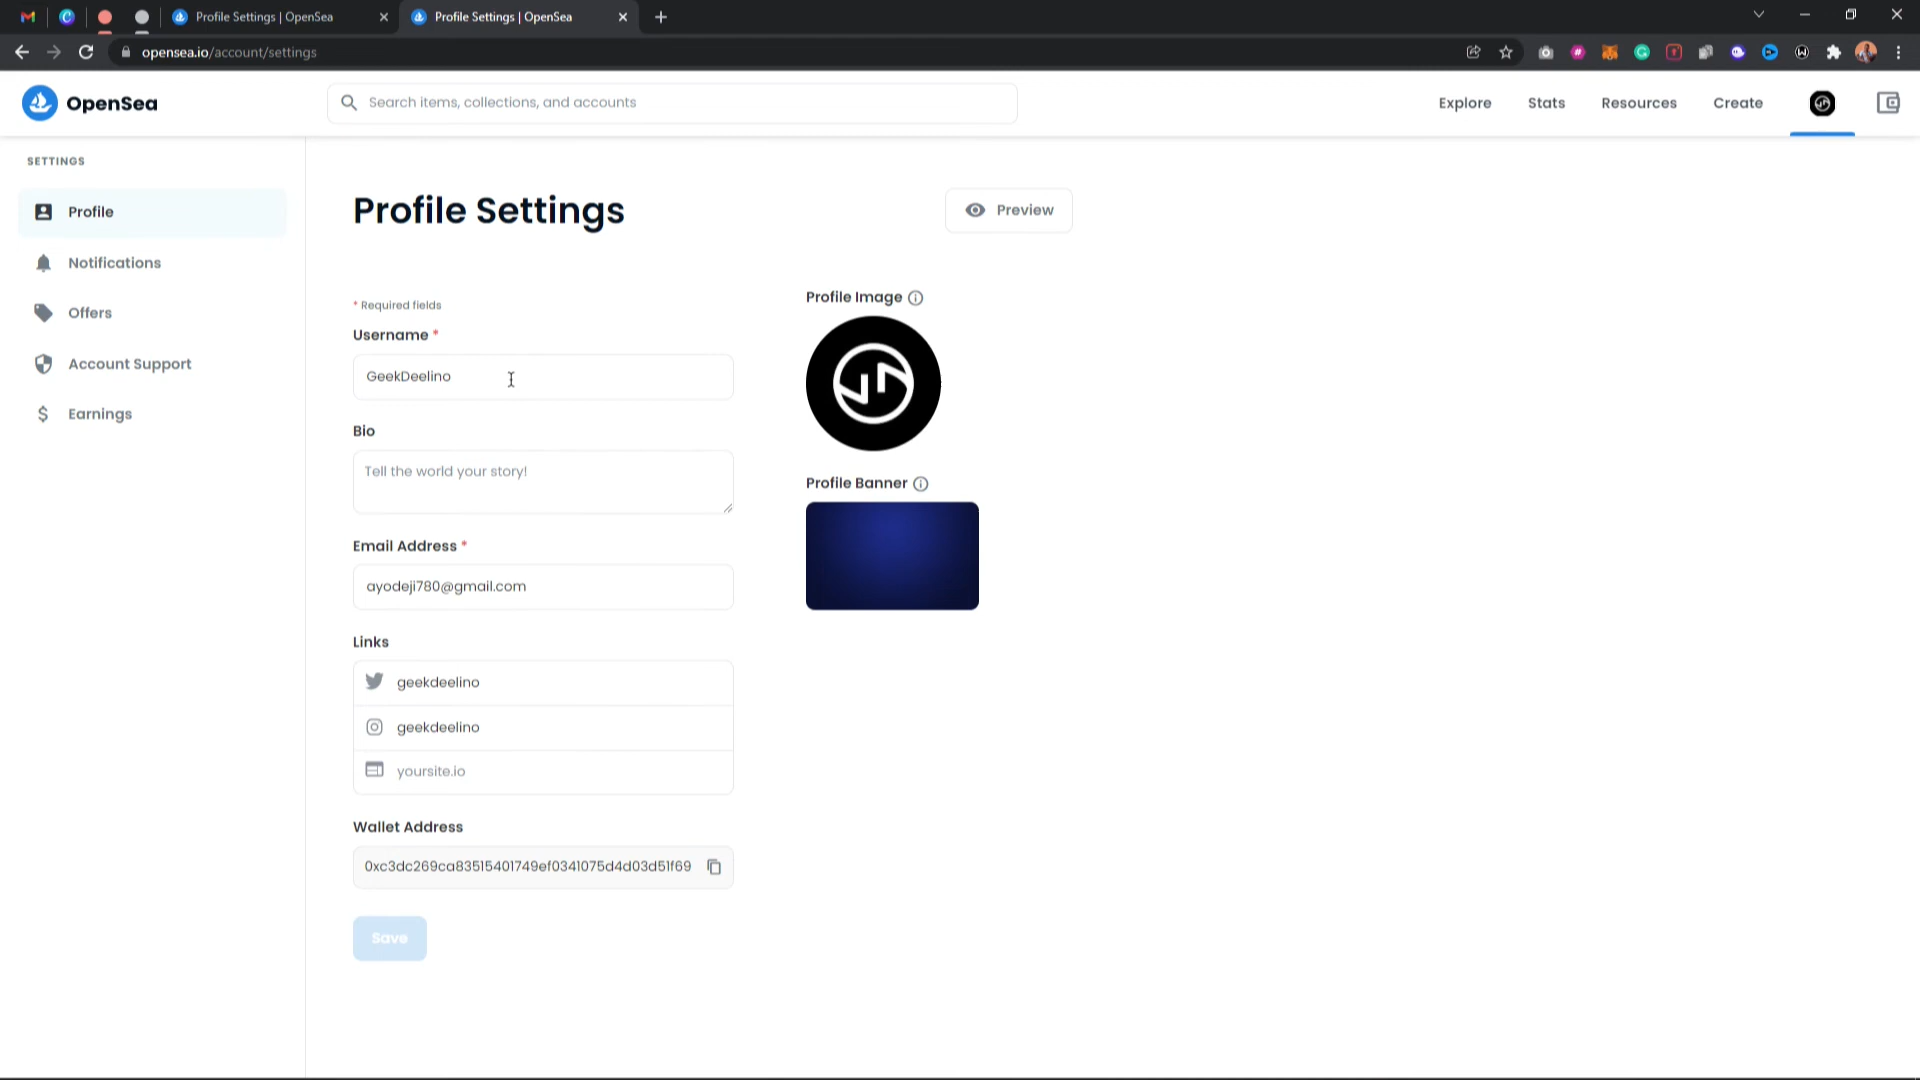 Profile Settings | OpenSea
Profile Settings | OpenSea
opensea.io/account/settings
OpenSea
Search items, collections, and accounts
Explore
Stats
Resources
Create
SETTINGS
Profile
Notifications
Offers
Account Support
Earnings
Profile Settings
Preview
* Required fields
Username *
GeekDeelino
Bio
Tell the world your story!
Email Address *
ayodeji780@gmail.com
Links
geekdeelino
geekdeelino
yoursite.io
Wallet Address
0xc3dc269ca83515401749ef0341075d4d03d51f69
Save
Profile Image
Profile Banner